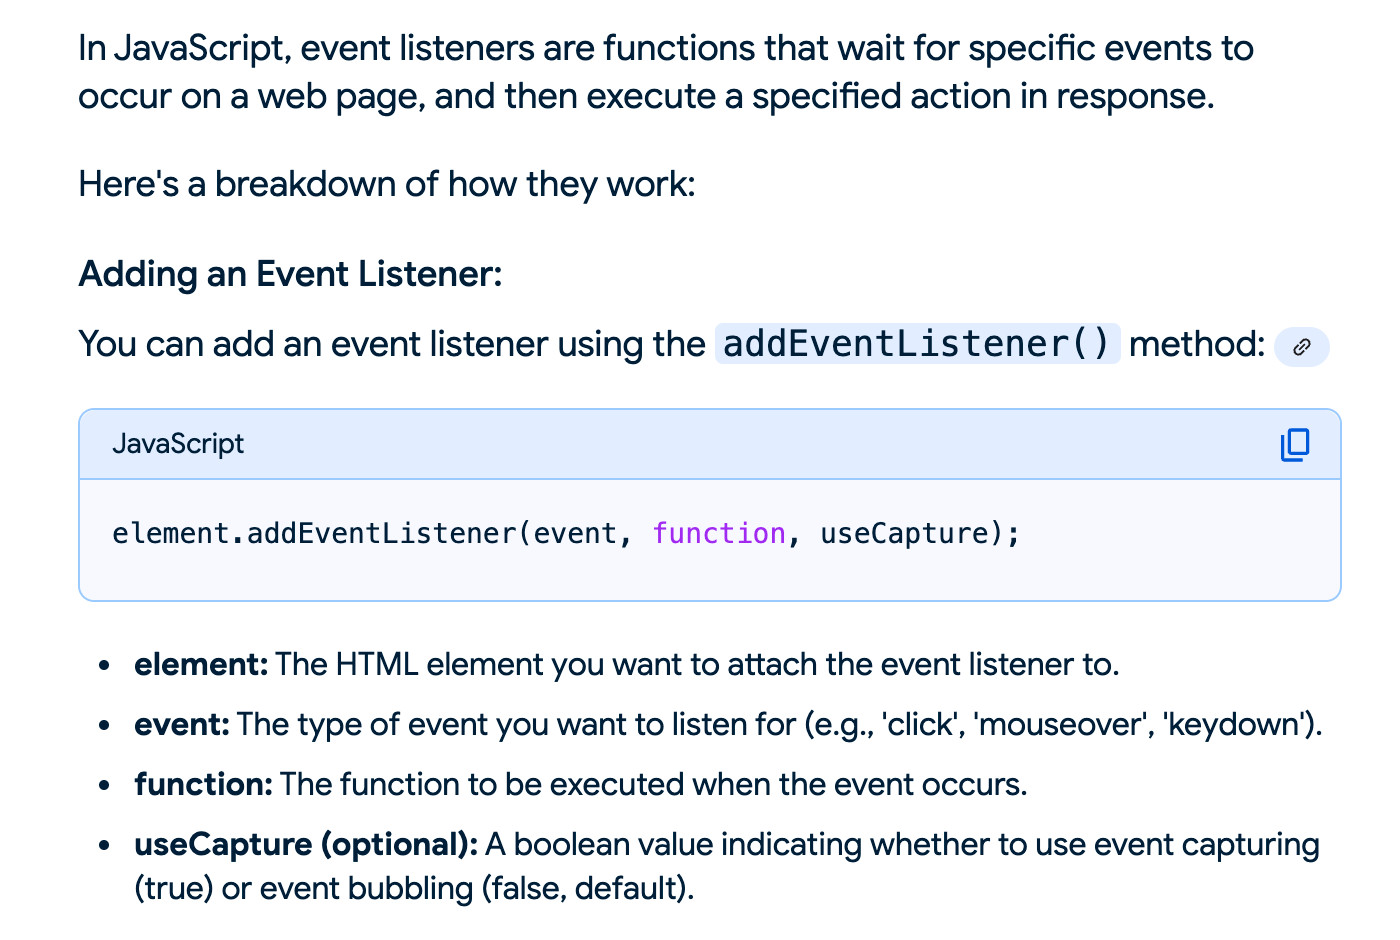 In JavaScript, event listeners are functions that wait for specific events to
occur on a web page, and then execute a specified action in response.
Here's a breakdown of how they work:
Adding an Event Listener:
You can add an event listener using the addEventListener() method:
JavaScript
element.addEventListener(event, function, useCapture);
• element: The HTML element you want to attach the event listener to.
• event: The type of event you want to listen for (e.g., 'click', 'mouseover', 'keydown').
• function: The function to be executed when the event occurs.
• useCapture (optional): A boolean value indicating whether to use event capturing
(true) or event bubbling (false, default).